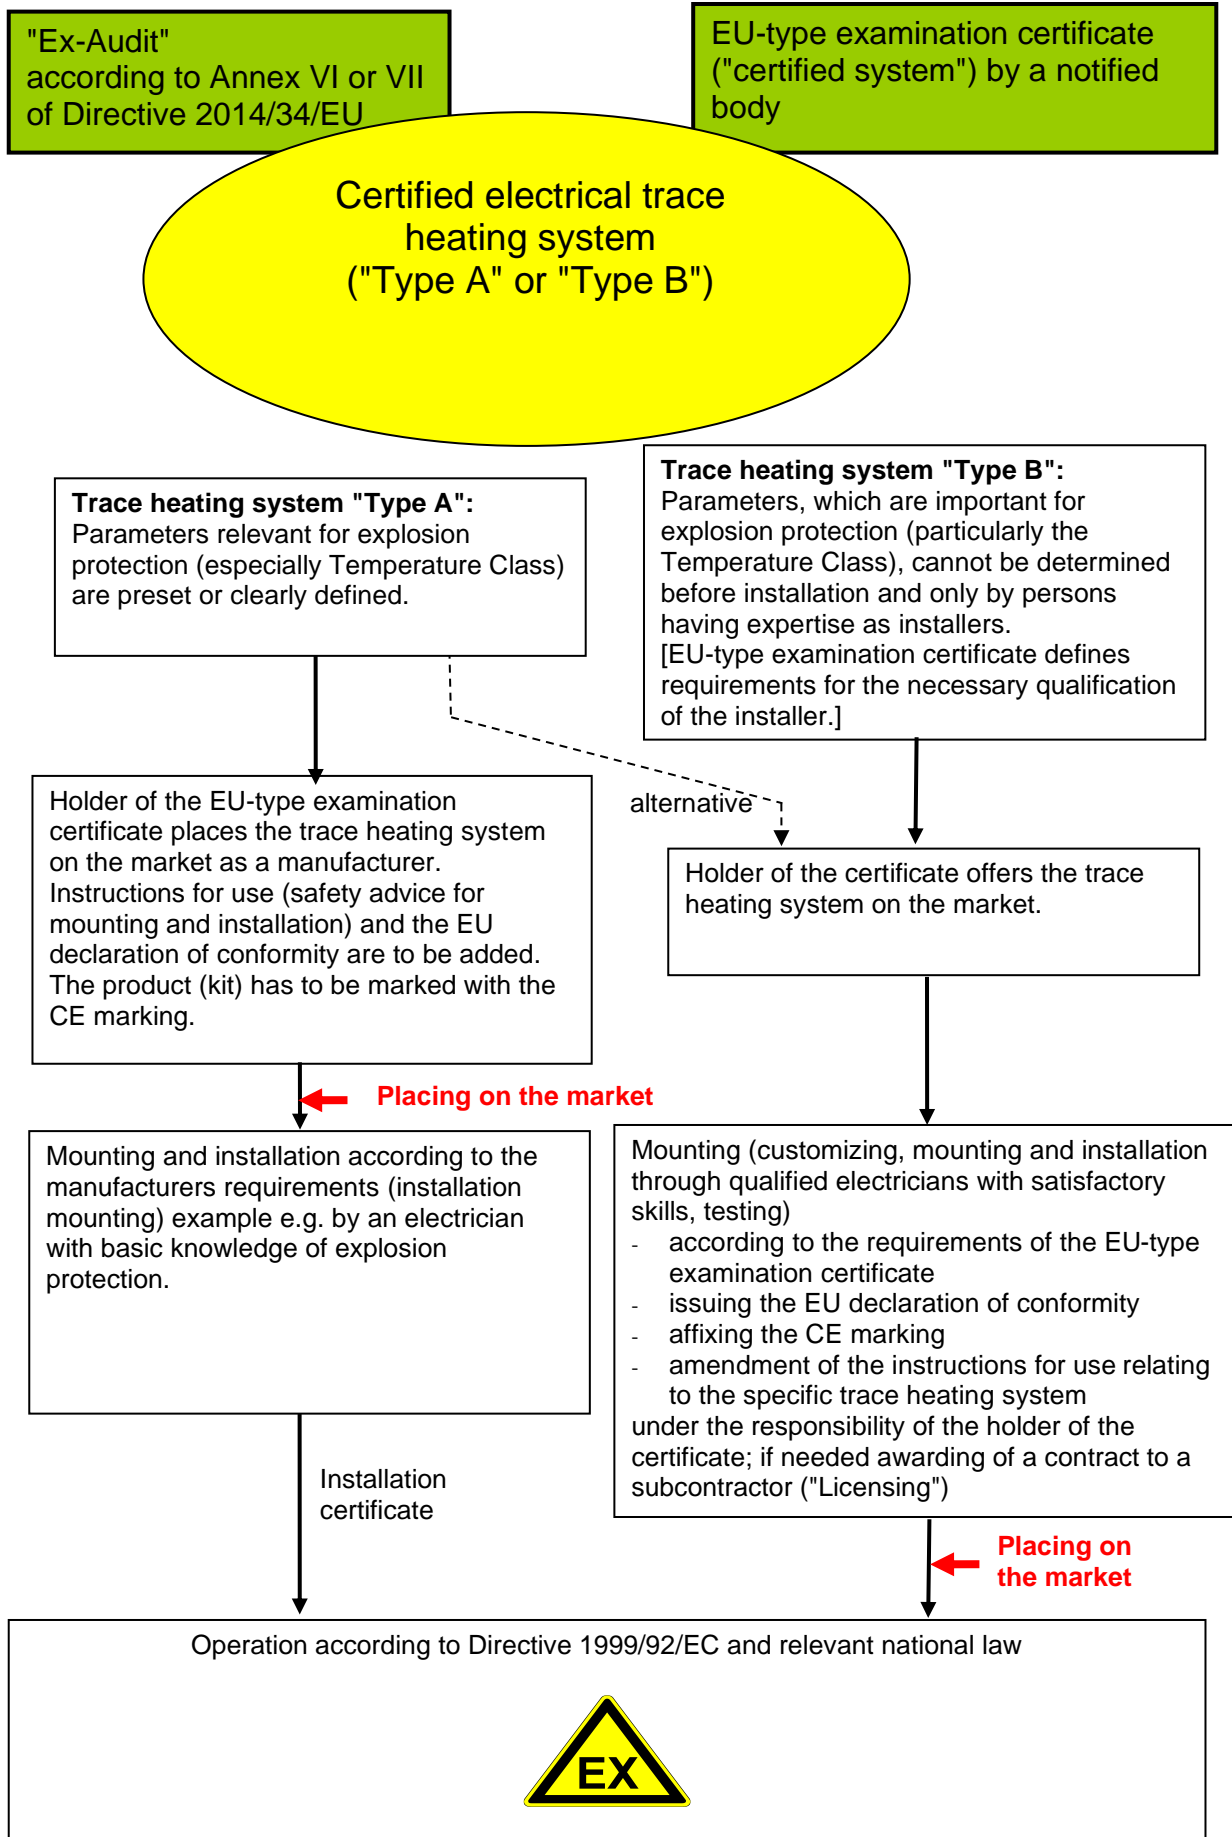 "Ex-Audit"
according to Annex VI or VII
of Directive 2014/34/EU
EU-type examination certificate
("certified system") by a notified
body
Certified electrical trace
heating system
("Type A" or "Type B")
Trace heating system "Type A":
Parameters relevant for explosion
protection (especially Temperature Class)
are preset or clearly defined.
Trace heating system "Type B":
Parameters, which are important for
explosion protection (particularly the
Temperature Class), cannot be determined
before installation and only by persons
having expertise as installers.
[EU-type examination certificate defines
requirements for the necessary qualification
of the installer.]
alternative
Holder of the EU-type examination
certificate places the trace heating system
on the market as a manufacturer.
Instructions for use (safety advice for
mounting and installation) and the EU
declaration of conformity are to be added.
The product (kit) has to be marked with the
CE marking.
Holder of the certificate offers the trace
heating system on the market.
Placing on the market
Mounting and installation according to the
manufacturers requirements (installation
mounting) example e.g. by an electrician
with basic knowledge of explosion
protection.
Mounting (customizing, mounting and installation
through qualified electricians with satisfactory
skills, testing)
- according to the requirements of the EU-type
examination certificate
- issuing the EU declaration of conformity
- affixing the CE marking
- amendment of the instructions for use relating
to the specific trace heating system
under the responsibility of the holder of the
certificate; if needed awarding of a contract to a
subcontractor ("Licensing")
Installation
certificate
Placing on
the market
Operation according to Directive 1999/92/EC and relevant national law
EX